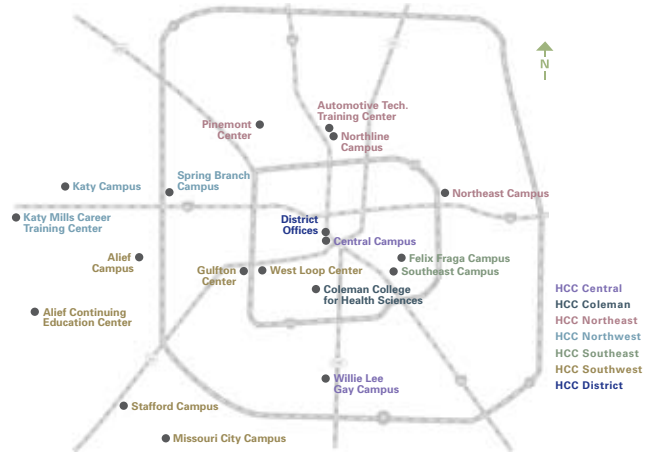 N
Automotive Tech.
Training Center
Pinemont
Center
Northline
Campus
Spring Branch
Campus
Katy Campus
Northeast Campus
Katy Mills Career
Training Center
District
Offices
Central Campus
Alief
Campus
Felix Fraga Campus
Gulfton
Center
West Loop Center
Southeast Campus
Coleman College
for Health Sciences
Alief Continuing
Education Center
HCC Central
HCC Coleman
HCC Northeast
HCC Northwest
HCC Southeast
HCC Southwest
HCC District
Willie Lee
Gay Campus
Stafford Campus
Missouri City Campus